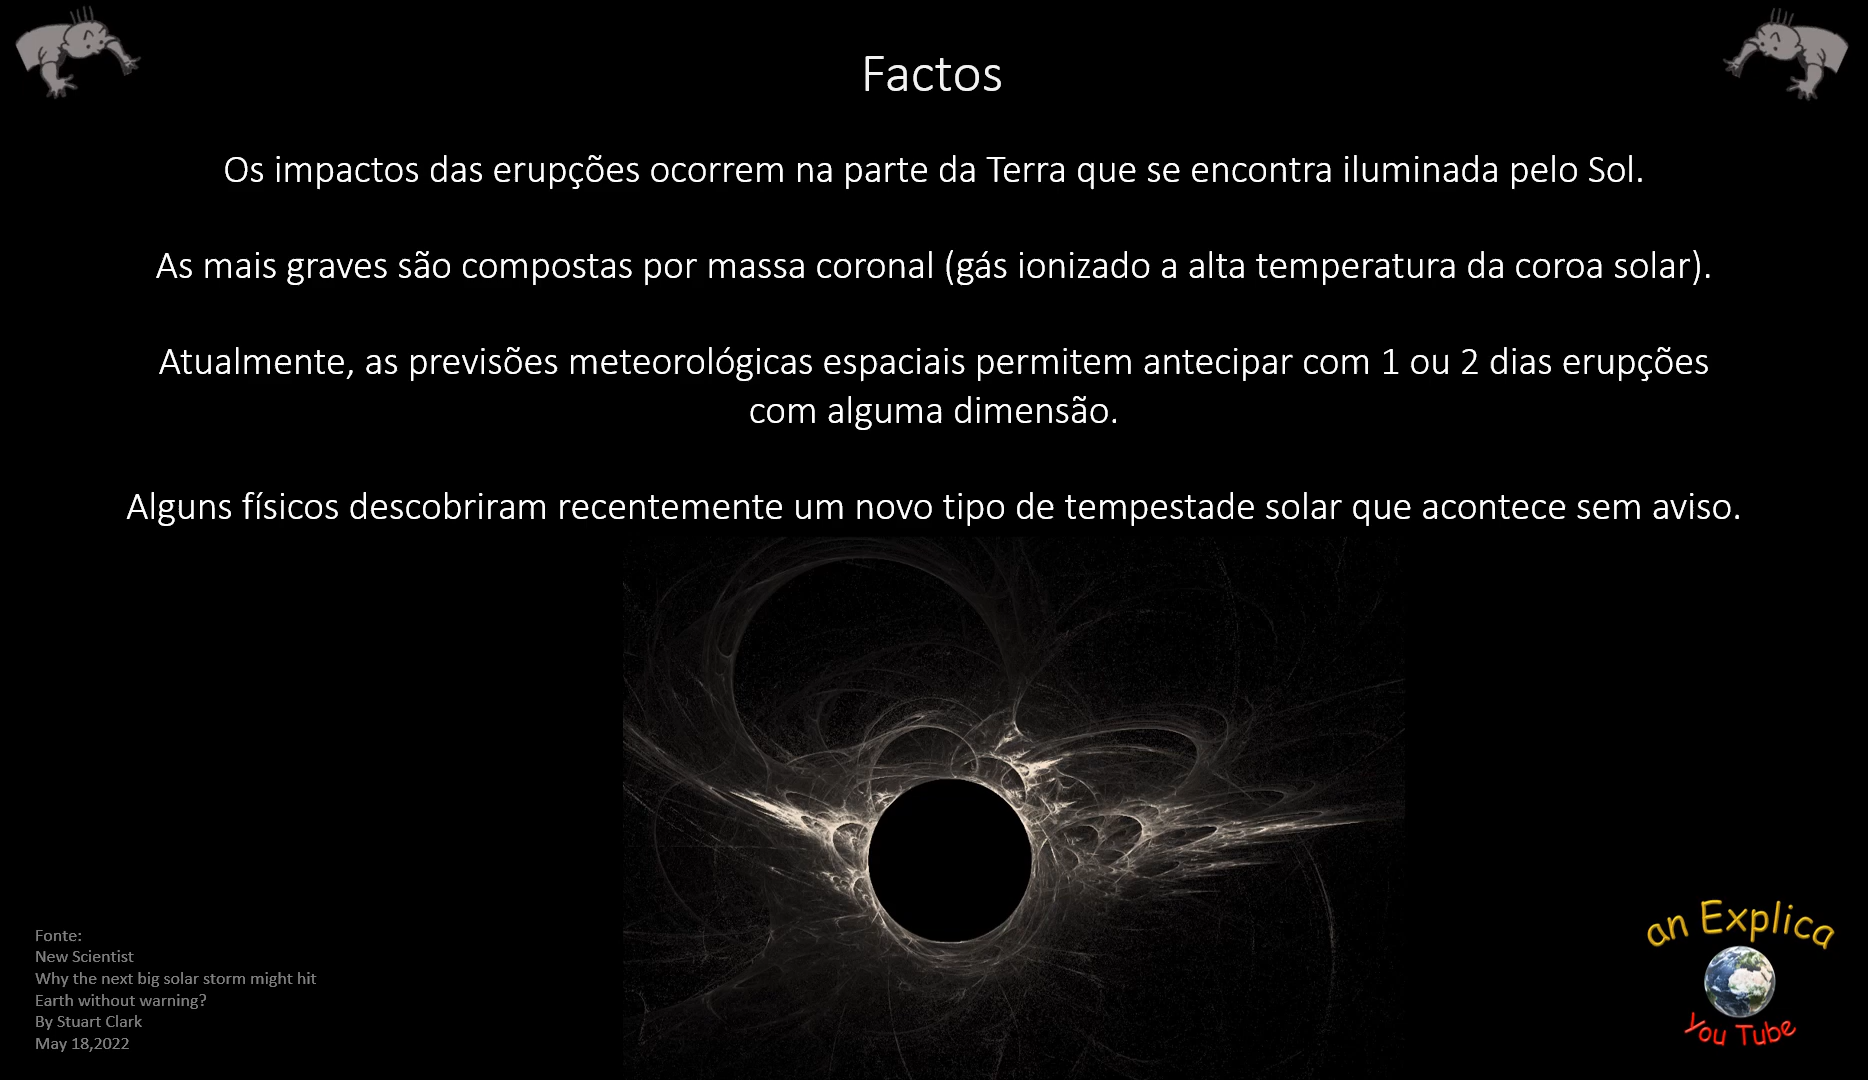 Factos
Os impactos das erupções ocorrem na parte da Terra que se encontra iluminada pelo Sol.
As mais graves são compostas por massa coronal (gás ionizado a alta temperatura da coroa solar).
Atualmente, as previsões meteorológicas espaciais permitem antecipar com 1 ou 2 dias erupções
com alguma dimensão.
Alguns físicos descobriram recentemente um novo tipo de tempestade solar que acontece sem aviso.
Fonte:
New Scientist
Why the next big solar storm might hit
Earth without warning?
By Stuart Clark
May 18,2022
an Explica
You Tube